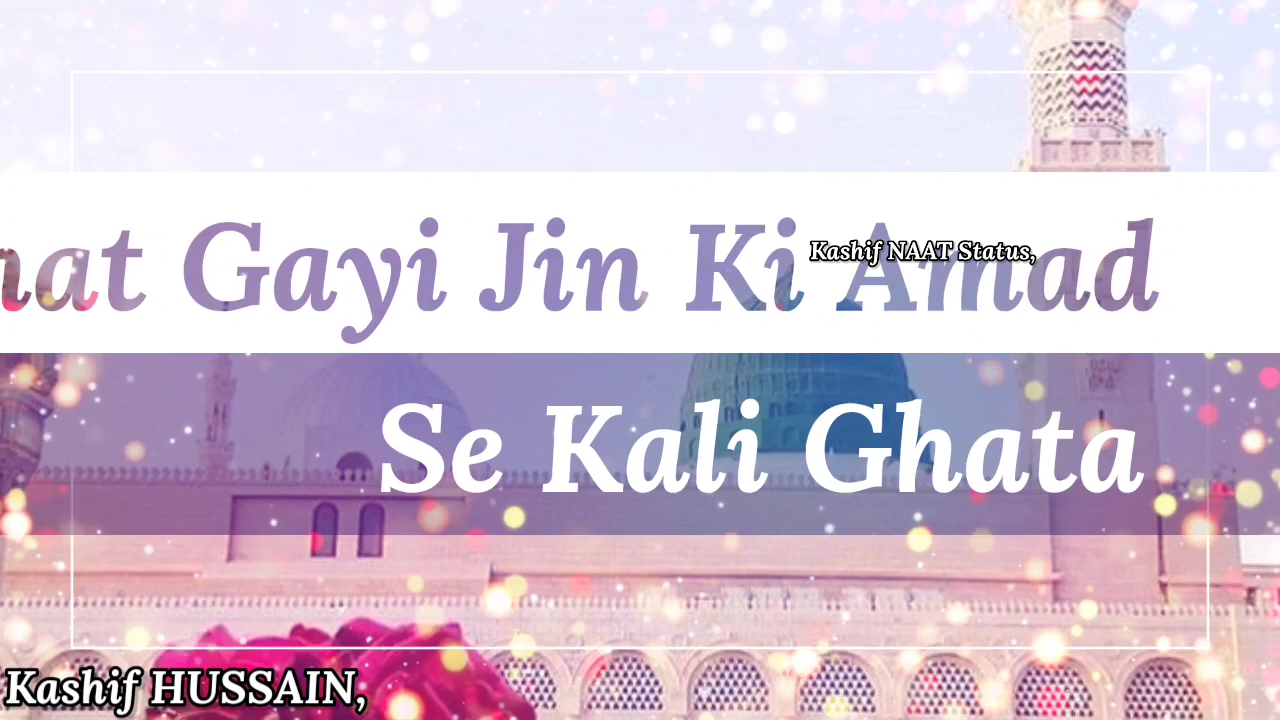 Gayi Jin Ki Amad
Kashif NAAT Status,
Se Kali Ghata
Kashif HUSSAIN,